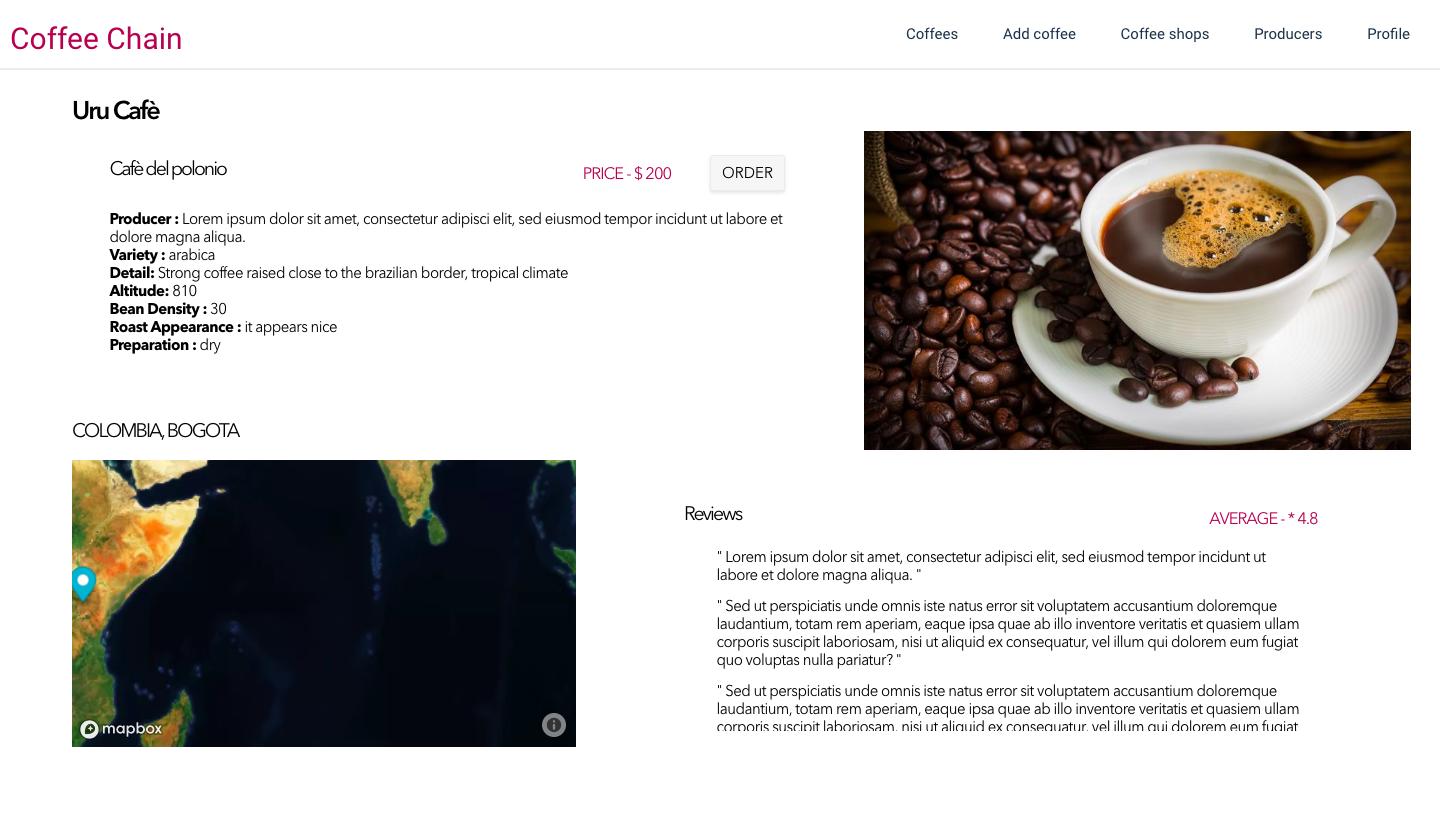 Coffee Chain
Coffees
Add coffee
Coffee shops
Producers
Profile
Uru Cafè
Cafè del polonio
PRICE - $ 200
ORDER
Producer : Lorem ipsum dolor sit amet, consectetur adipisci elit, sed eiusmod tempor incidunt ut labore et
dolore magna aliqua.
Variety : arabica
Detail: Strong coffee raised close to the brazilian border, tropical climate
Altitude: 810
Bean Density : 30
Roast Appearance : it appears nice
Preparation : dry
COLOMBIA, BOGOTA
mapbox
Reviews
AVERAGE - * 4.8
" Lorem ipsum dolor sit amet, consectetur adipisci elit, sed eiusmod tempor incidunt ut
labore et dolore magna aliqua. "
" Sed ut perspiciatis unde omnis iste natus error sit voluptatem accusantium doloremque
laudantium, totam rem aperiam, eaque ipsa quae ab illo inventore veritatis et quasiem ullam
corporis suscipit laboriosam, nisi ut aliquid ex consequatur, vel illum qui dolorem eum fugiat
quo voluptas nulla pariatur? "
" Sed ut perspiciatis unde omnis iste natus error sit voluptatem accusantium doloremque
laudantium, totam rem aperiam, eaque ipsa quae ab illo inventore veritatis et quasiem ullam
corporis suscipit laboriosam, nisi ut aliquid ex consequatur, vel illum qui dolorem eum fugiat